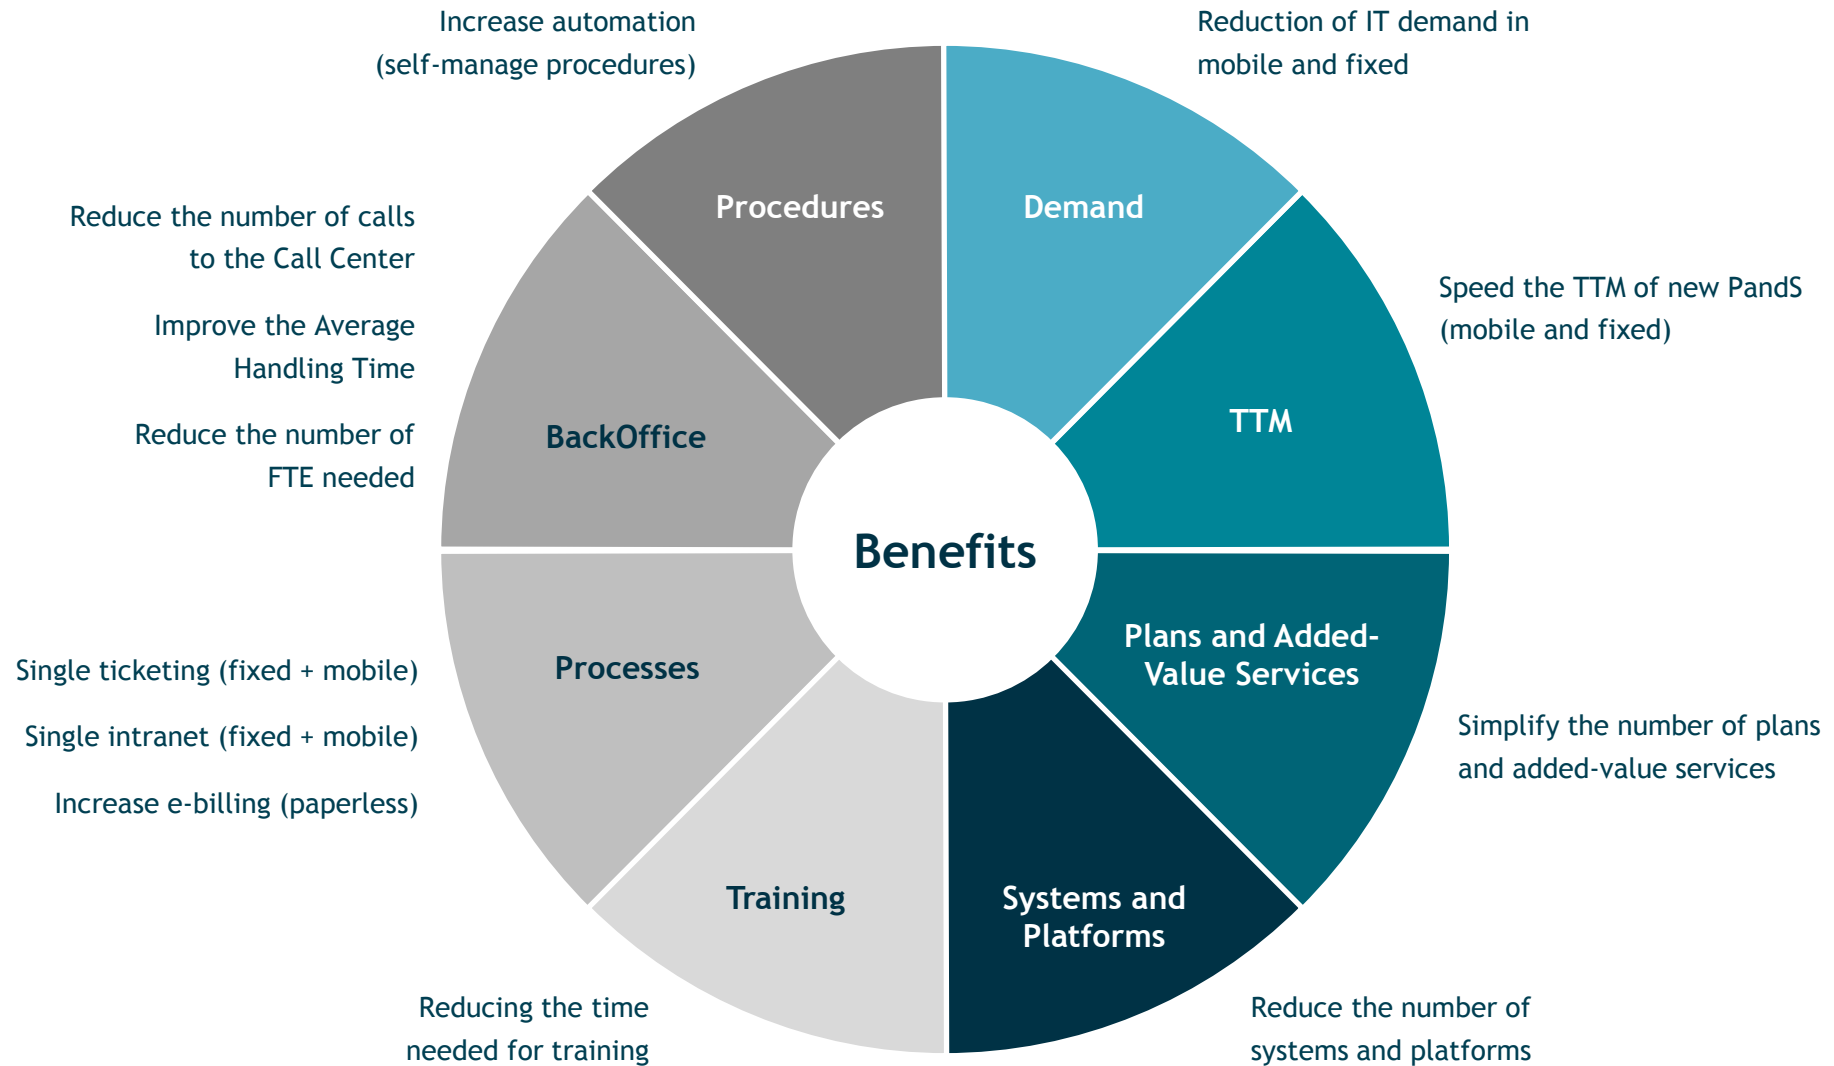 Increase automation
(self-manage procedures)
Reduction of IT demand in
mobile and fixed
Procedures
Demand
Reduce the number of calls
to the Call Center
Improve the Average
Handling Time
Reduce the number of
FTE needed
Speed the TTM of new PandS
(mobile and fixed)
BackOffice
TTM
Benefits
Processes
Plans and Added-
Value Services
Single ticketing (fixed + mobile)
Single intranet (fixed + mobile)
Increase e-billing (paperless)
Simplify the number of plans
and added-value services
Training
Systems and
Platforms
Reducing the time
needed for training
Reduce the number of
systems and platforms